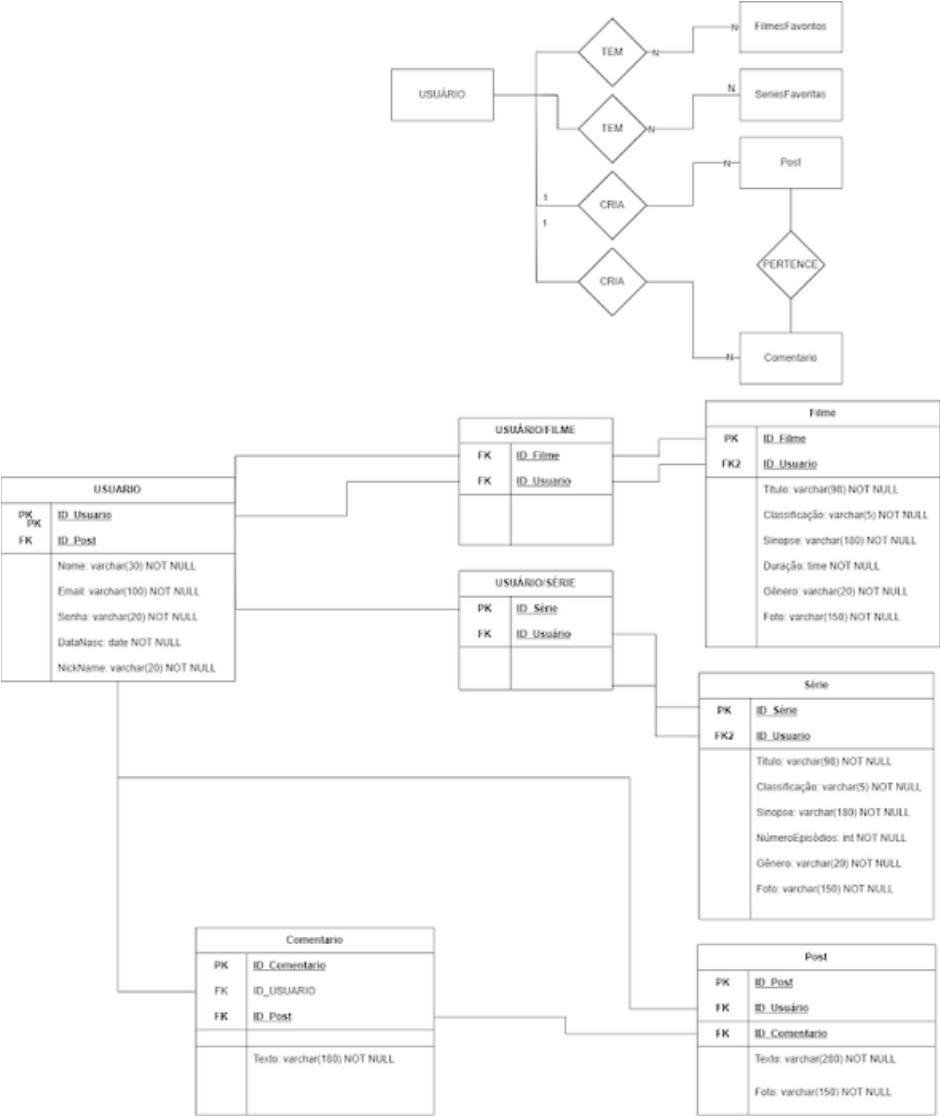 FilmesFavoritos
N
TEM
N
USUÁRIO
SeriesFavoritas
N
TEM
N
Post
N
1
CRIA
1
PERTENCE
CRIA
Comentario
N
USUÁRIO/FILME
FK ID_Filme
FK ID_Usuario
Filme
PK ID_Filme
FK2 ID_Usuario
Titulo: varchar(98) NOT NULL
Classificação: varchar(5) NOT NULL
Sinopse: varchar(180) NOT NULL
Duração: time NOT NULL
Gênero: varchar(20) NOT NULL
Foto: varchar(150) NOT NULL
USUARIO
PK ID_Usuario
PK
FK ID_Post
Nome: varchar(30) NOT NULL
Email: varchar(100) NOT NULL
Senha: varchar(20) NOT NULL
DataNasc: date NOT NULL
NickName: varchar(20) NOT NULL
USUÁRIO/SÉRIE
PK ID_Série
FK ID_Usuário
Série
PK ID_Série
FK2 ID_Usuario
Titulo: varchar(98) NOT NULL
Classificação: varchar(5) NOT NULL
Sinopse: varchar(180) NOT NULL
NúmeroEpisódios: int NOT NULL
Gênero: varchar(20) NOT NULL
Foto: varchar(150) NOT NULL
Comentario
PK ID_Comentario
FK ID_USUARIO
FK ID_Post
Texto: varchar(180) NOT NULL
Post
PK ID_Post
FK ID_Usuário
FK ID_Comentario
Texto: varchar(280) NOT NULL
Foto: varchar(150) NOT NULL